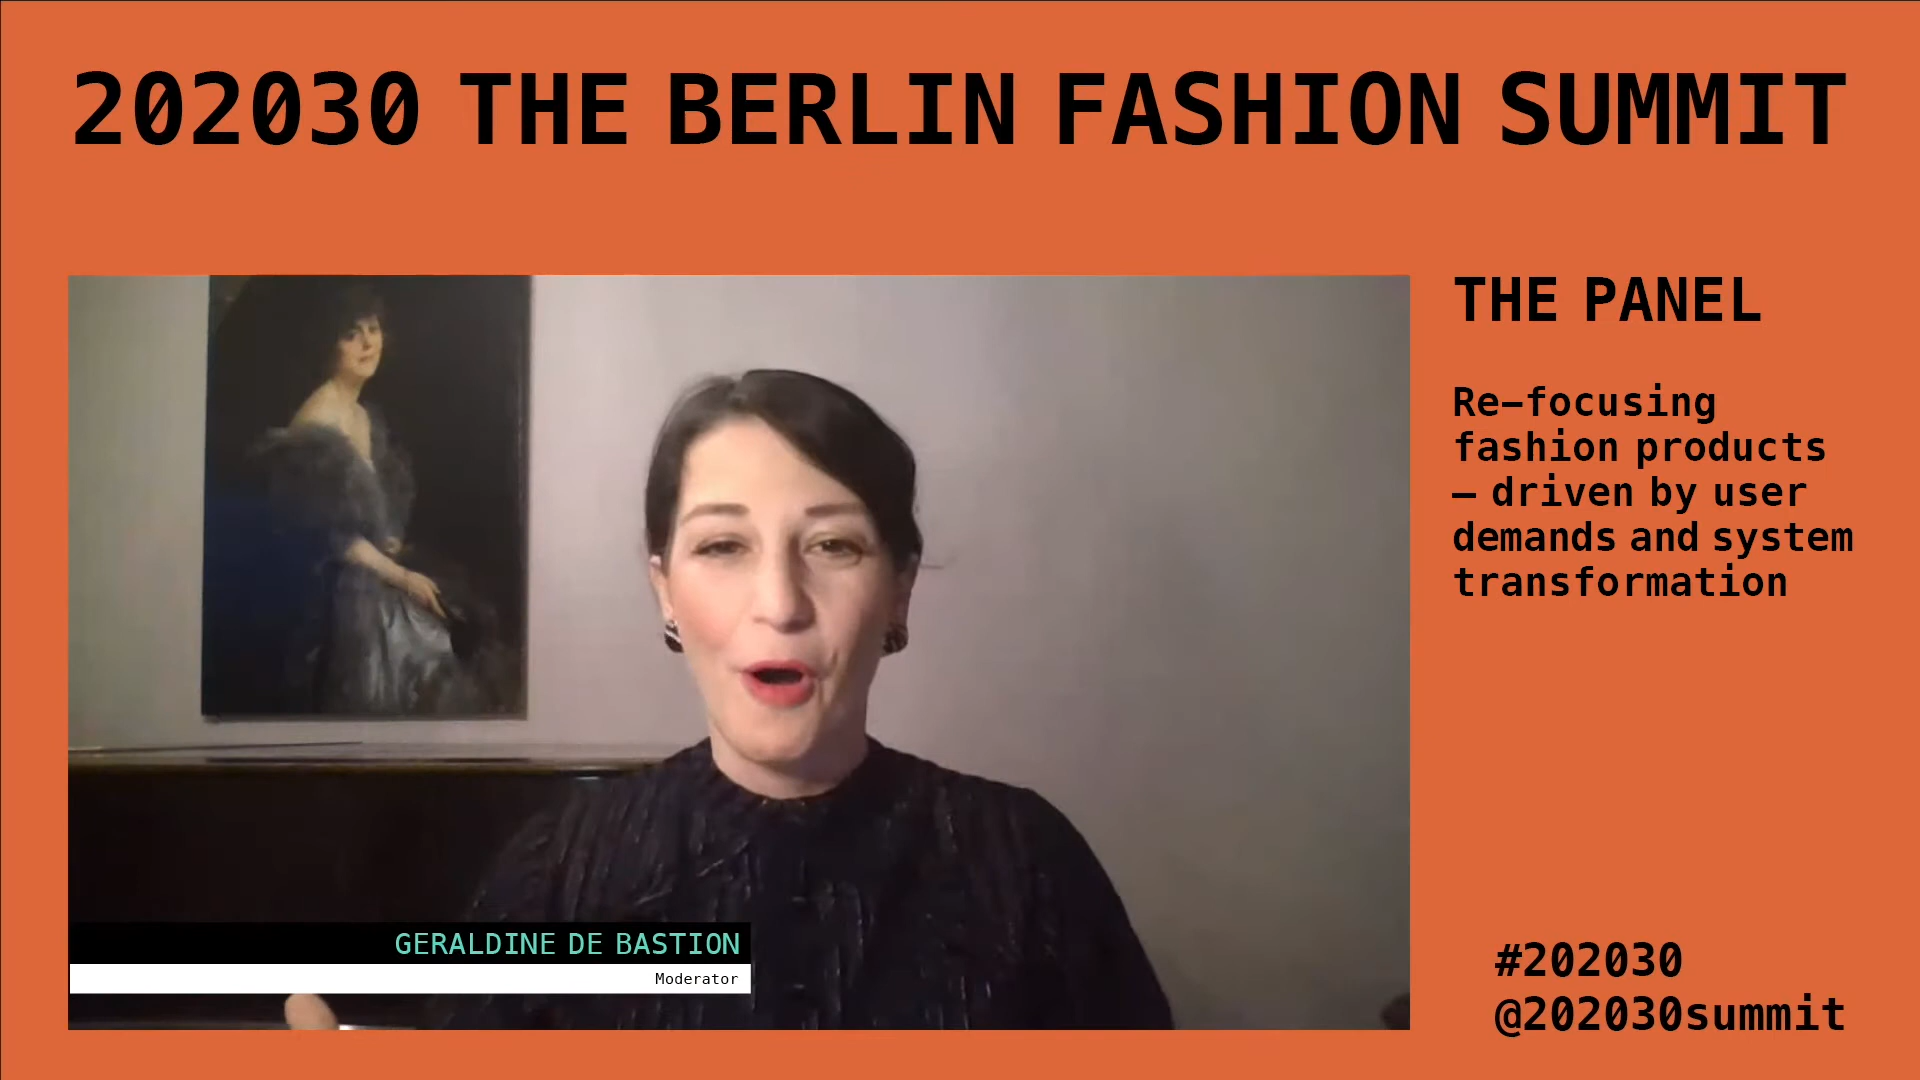 202030 THE BERLIN FASHION SUMMIT
THE PANEL
Re–focusing
fashion products
– driven by user
demands and system
transformation
GERALDINE DE BASTION
Moderator
#202030
@202030summit